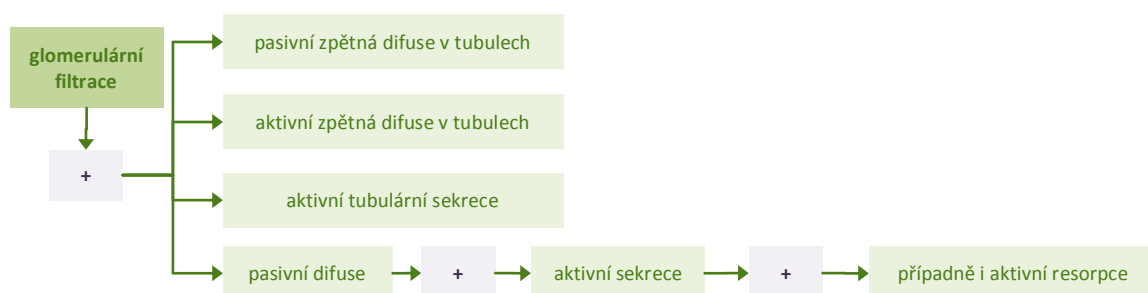 glomerulární
filtrace
+
pasivní zpětná difuse v tubulech
aktivní zpětná difuse v tubulech
aktivní tubulární sekrece
pasivní difuse + aktivní sekrece + případně i aktivní resorpce